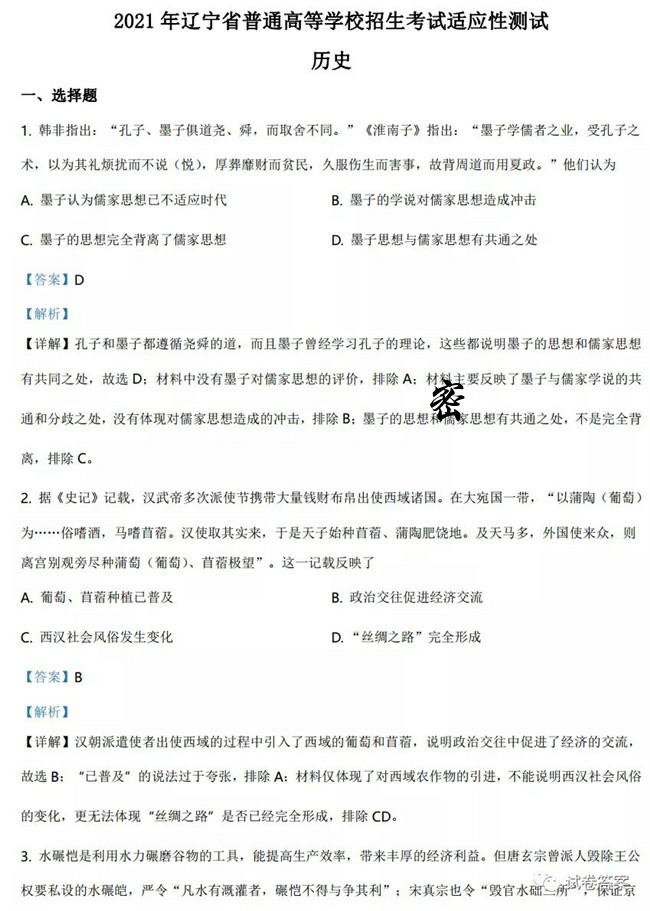 2021 年辽宁省普通高等学校招生考试适应性测试
历史
一、选择题
1. 韩非指出：“孔子、墨子俱道尧、舜，而取舍不同。”《淮南子》指出：“墨子学儒者之业，受孔子之
术，以为其礼烦扰而不说（悦），厚葬靡财而贫民，久服伤生而害事，故背周道而用夏政。”他们认为
A. 墨子认为儒家思想已不适应时代
B. 墨子的学说对儒家思想造成冲击
C. 墨子的思想完全背离了儒家思想
D. 墨子思想与儒家思想有共通之处
【答案】D
【解析】
【详解】孔子和墨子都遵循尧舜的道，而且墨子曾经学习孔子的理论，这些都说明墨子的思想和儒家思想
有共同之处，故选 D；材料中没有墨子对儒家思想的评价，排除 A；材料主要反映了墨子与儒家学说的共
密
通和分歧之处，没有体现对儒家思想造成的冲击，排除 B；墨子的思想和儒家思想有共通之处，不是完全背
离，排除 C。
2. 据《史记》记载，汉武帝多次派使节携带大量钱财布帛出使西域诸国。在大宛国一带，“以蒲陶（葡萄）
为……俗嗜酒，马嗜苜蓿。汉使取其实来，于是天子始种苜蓿、蒲陶肥饶地。及天马多，外国使来众，则
离宫别观旁尽种蒲萄（葡萄）、苜蓿极望”。这一记载反映了
A. 葡萄、苜蓿种植已普及
B. 政治交往促进经济交流
C. 西汉社会风俗发生变化
D. “丝绸之路”完全形成
【答案】B
【解析】
【详解】汉朝派遣使者出使西域的过程中引入了西域的葡萄和苜蓿，说明政治交往中促进了经济的交流，
故选 B；“已普及”的说法过于夸张，排除 A；材料仅体现了对西域农作物的引进，不能说明西汉社会风俗
的变化，更无法体现“丝绸之路”是否已经完全形成，排除 CD。
3. 水碾恺是利用水力碾磨谷物的工具，能提高生产效率，带来丰厚的经济利益。但唐玄宗曾派人毁除王公
权要私设的水碾皑，严令“凡水有溉灌者，碾恺不得与争其利”；宋真宗也令“毁官水础一所”，保证京
试卷答案